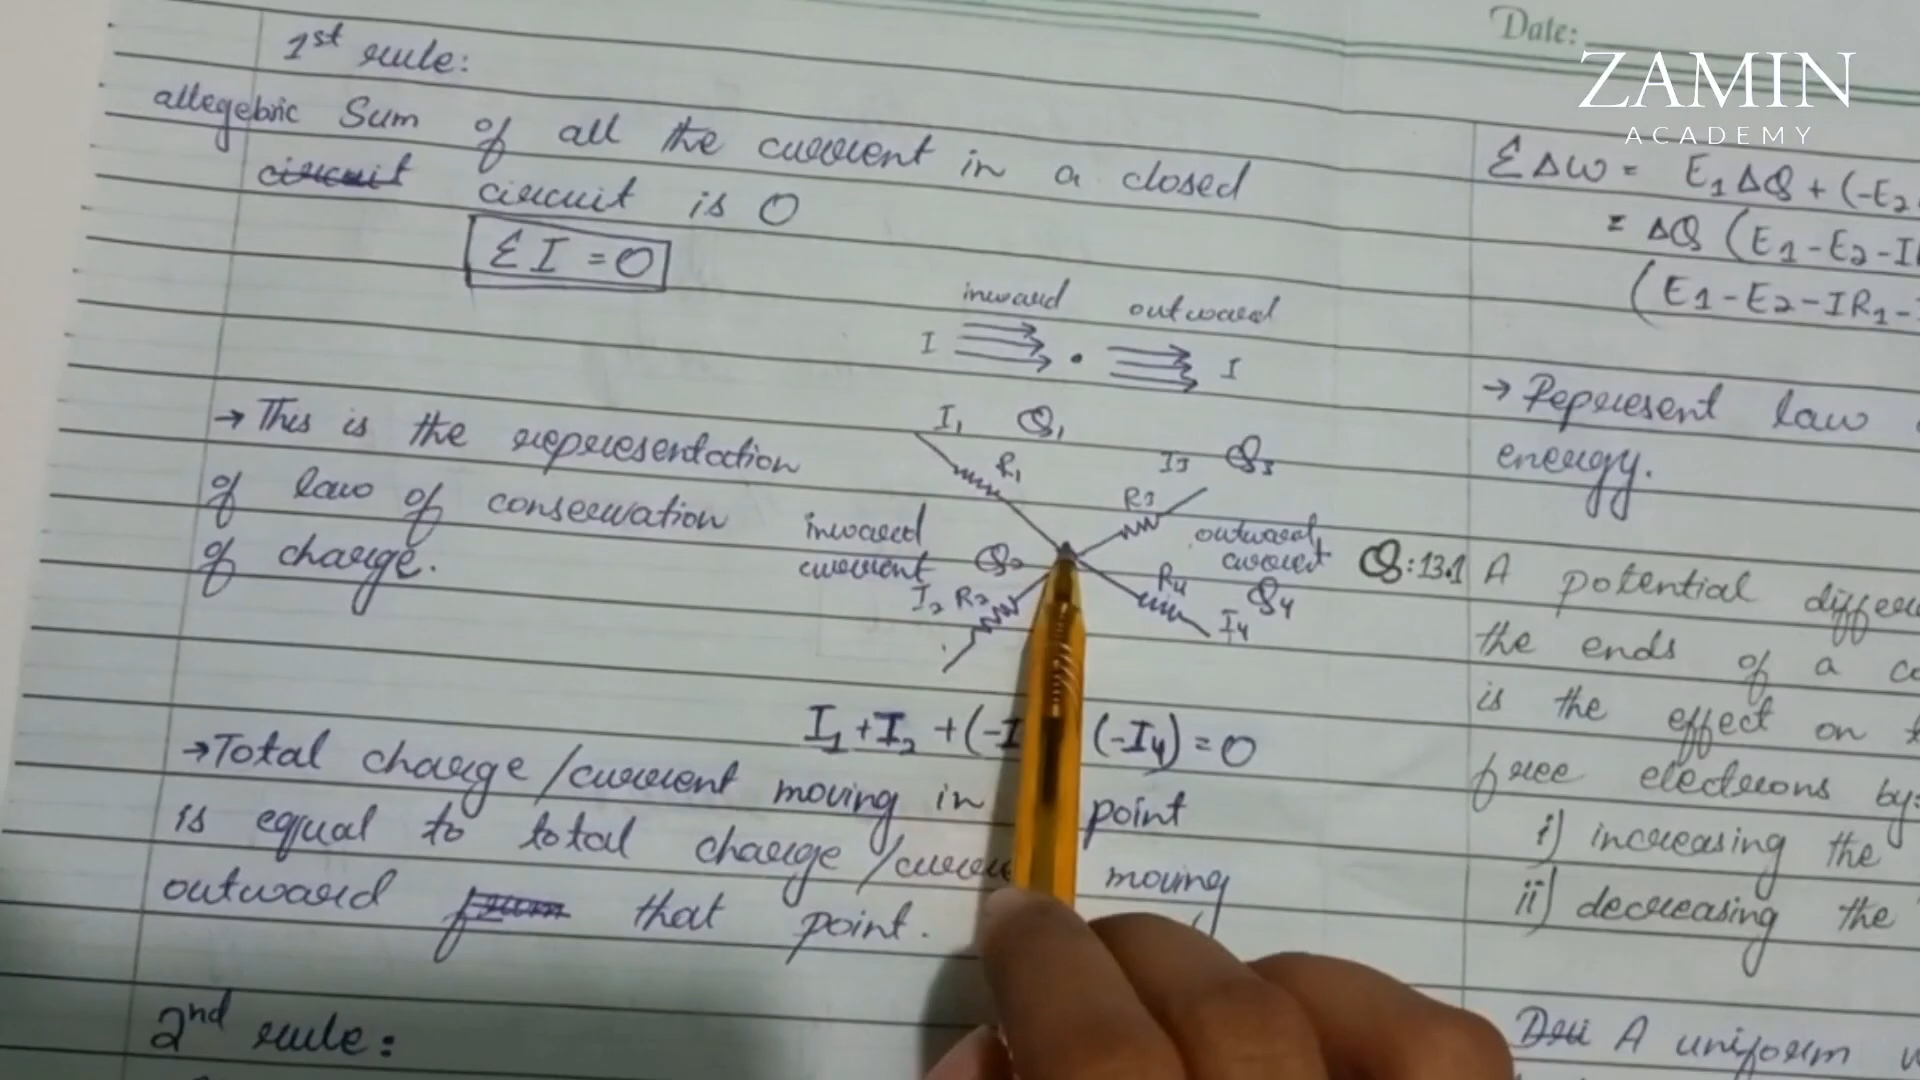 Date:
ZAMIN
ACADEMY
1st rule:
allegebric Sum of all the current in a closed
circuit circuit is 0
ΣI = 0
inward outward
I I
→ This is the representation
of law of conservation
of charge.
I1 Q1
R1
I3 Q3
R3
inward
current
Q2
I2 R2
outward
current
R4
Q4
I4
I1 + I2 + (-I (-I4) = 0
→ Total charge/current moving in point
is equal to total charge/ moving
outward from that point.
2nd rule:
ΣΔW = E1ΔQ + (-E2
= ΔQ (E1-E2-I
(E1-E2-IR1-
→ Represent law
energy.
Q:13.1 A potential
the ends of a
is the effect on
free electrons by:
i) increasing the
ii) decreasing the
A uniform